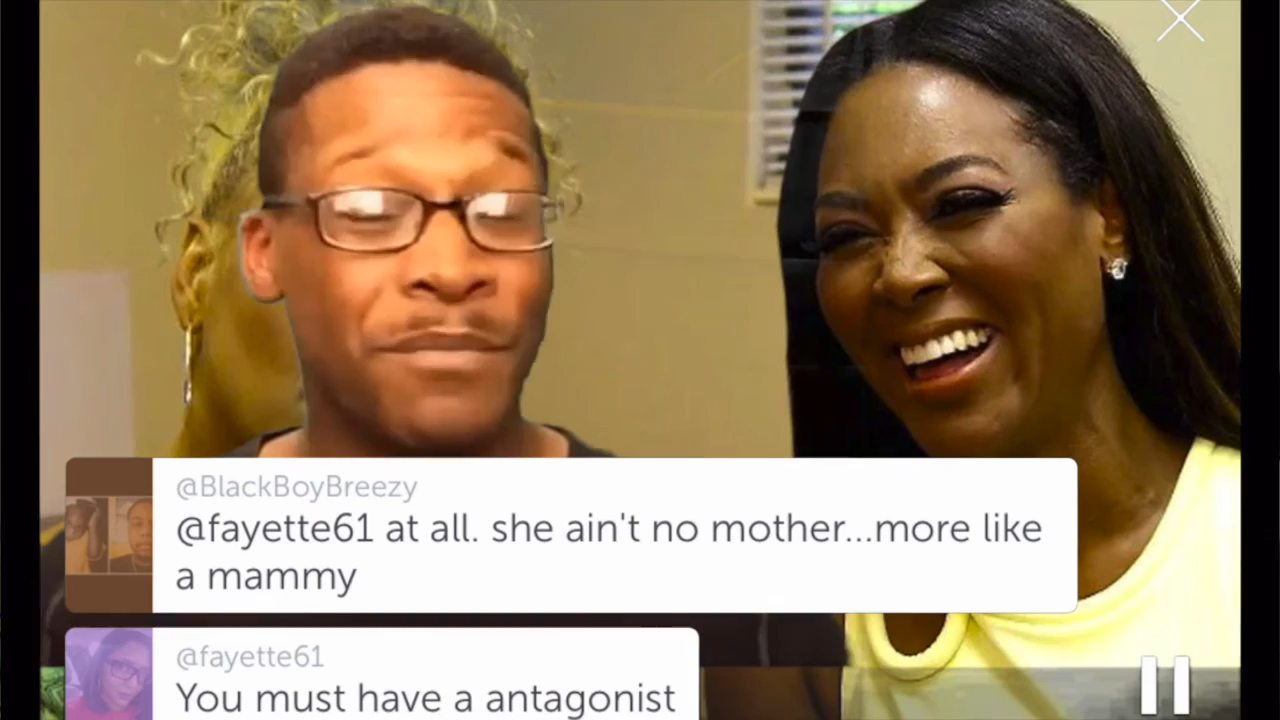 @BlackBoyBreezy
@fayette61 at all. she ain't no mother...more like
a mammy
@fayette61
You must have a antagonist